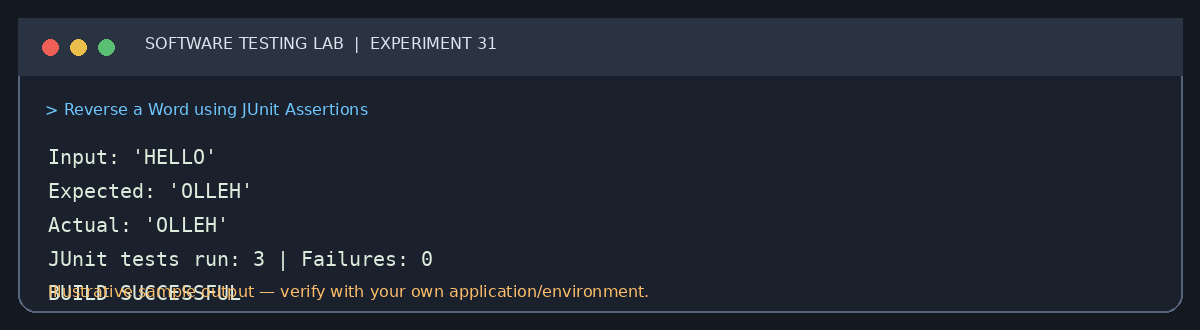 SOFTWARE TESTING LAB | EXPERIMENT 31
> Reverse a Word using JUnit Assertions
Input: 'HELLO'
Expected: 'OLLEH'
Actual: 'OLLEH'
JUnit tests run: 3 | Failures: 0
BUILD SUCCESSFUL
Illustrative sample output — verify with your own application/environment.